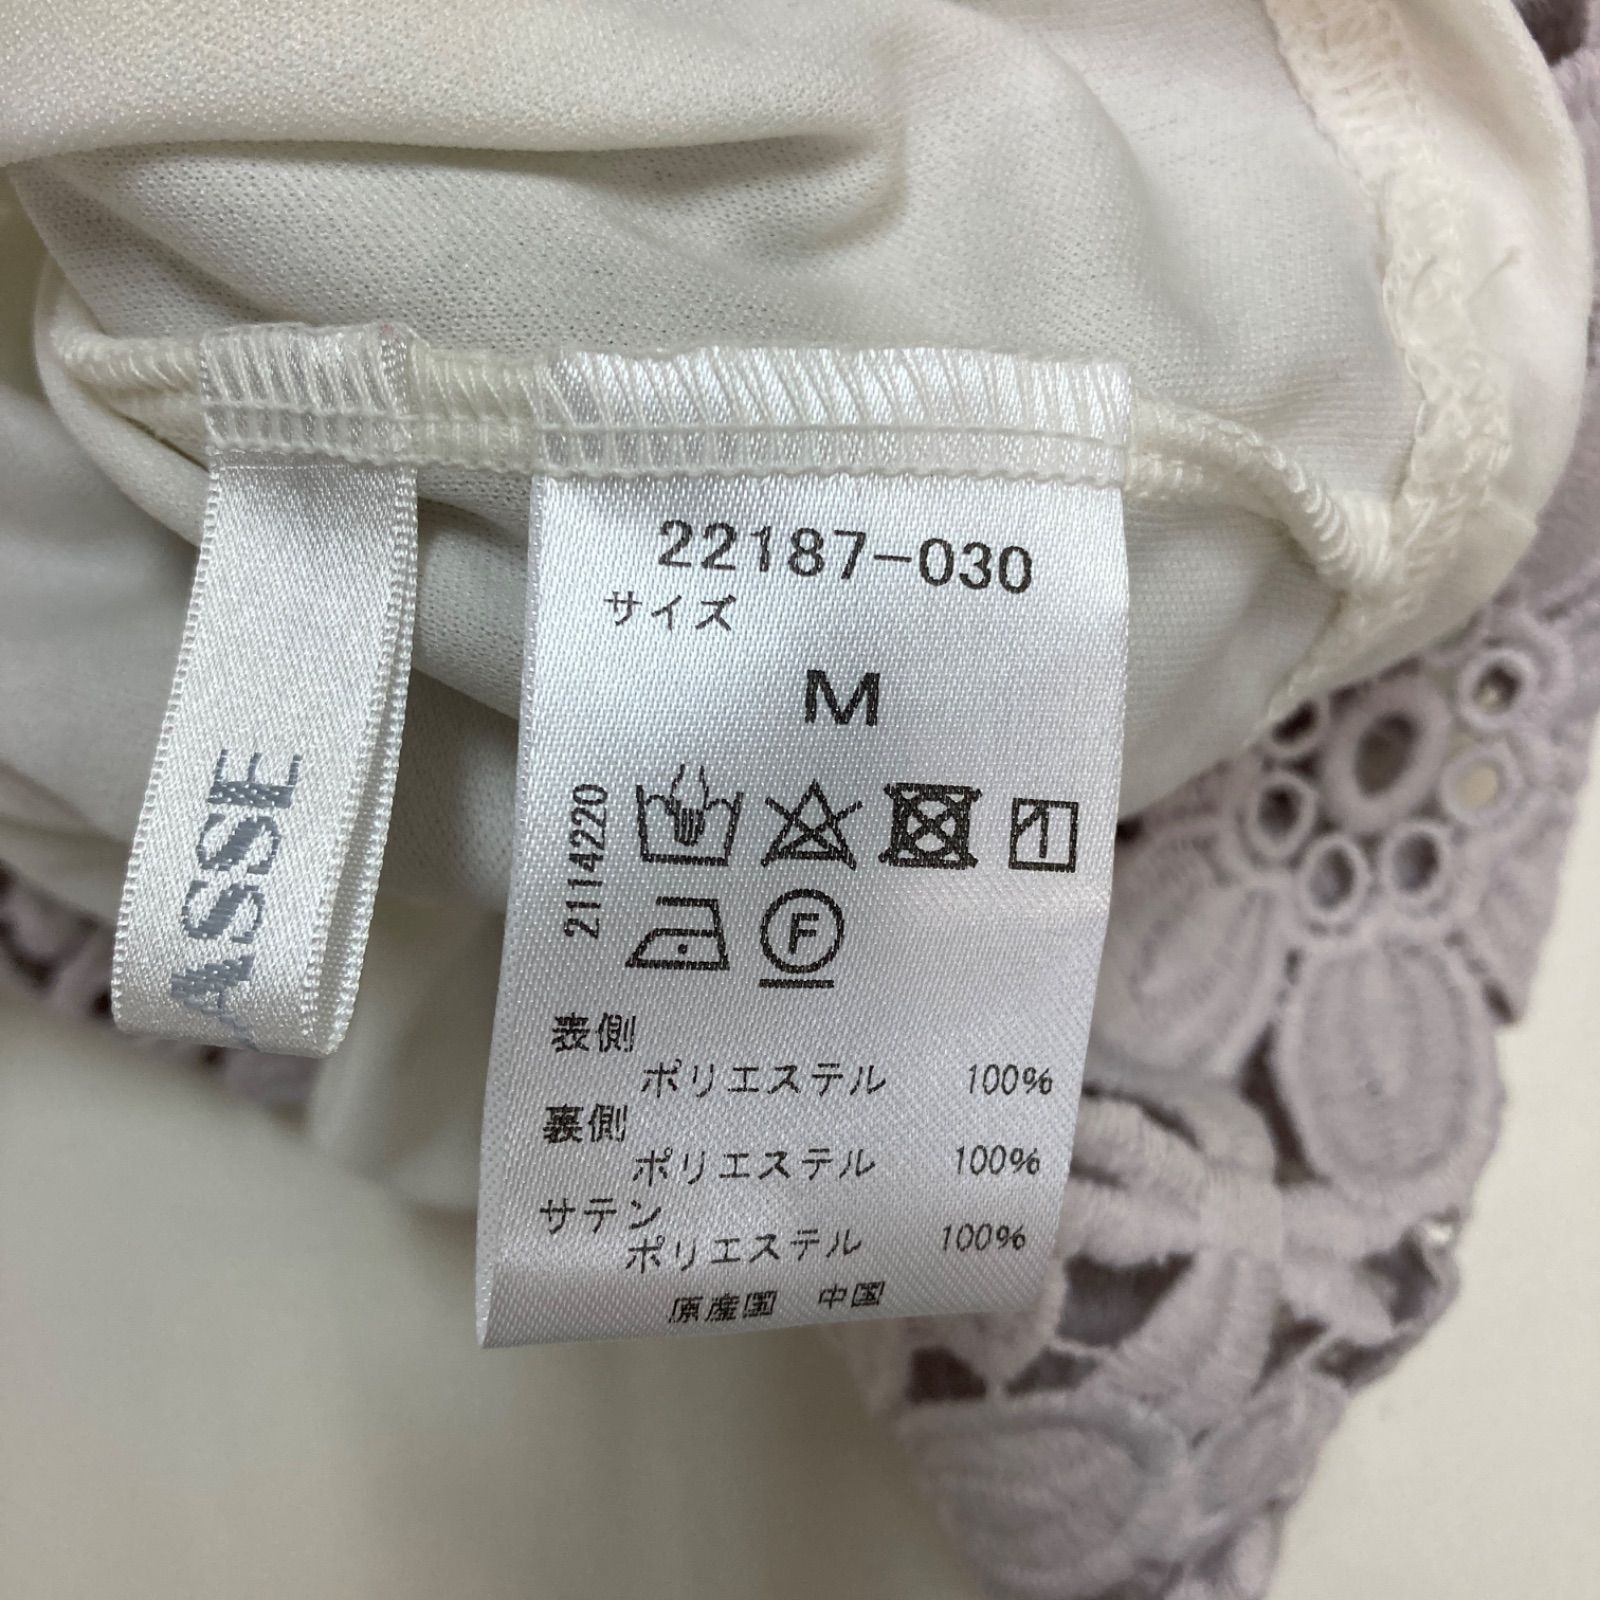 22187-030
サイズ
M
2114220
1
F
表側
ポリエステル 100%
裏側
ポリエステル 100%
サテン
ポリエステル 100%
原産国 中国
ASSE